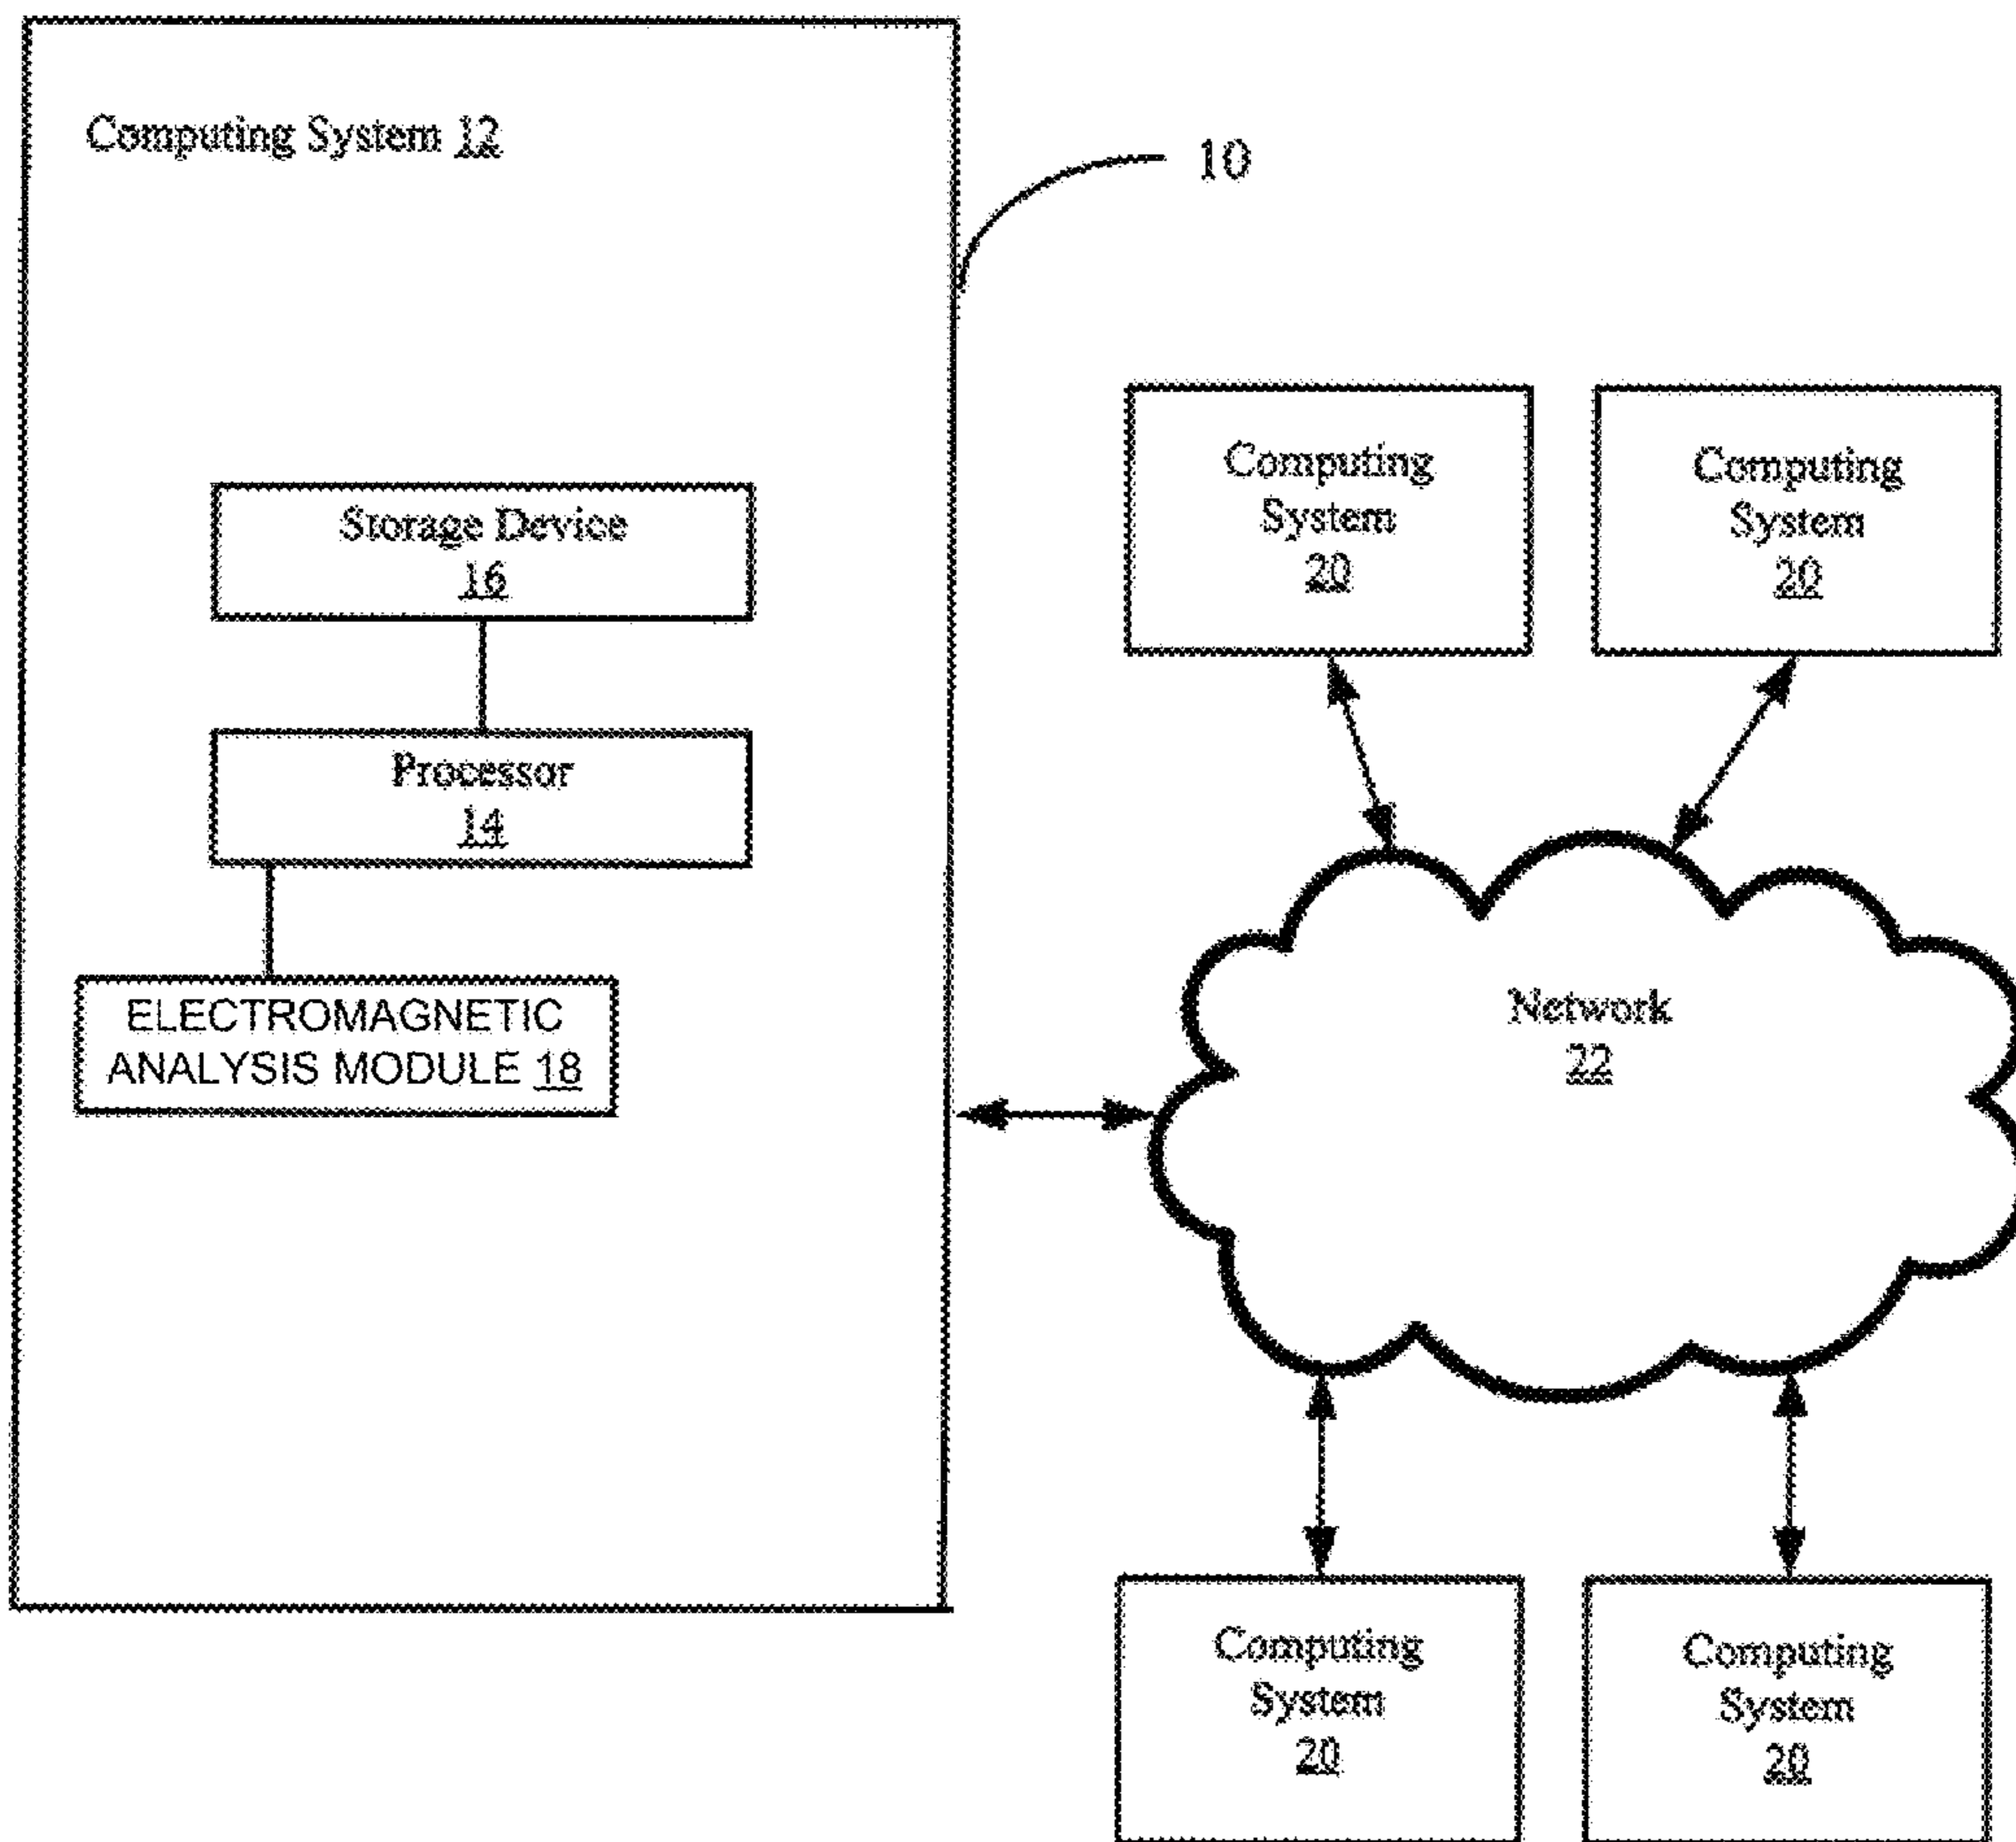 Computing System 12
10
Storage Device
16
Processor
14
ELECTROMAGNETIC
ANALYSIS MODULE 18
Computing
System
20
Computing
System
20
Network
22
Computing
System
20
Computing
System
20